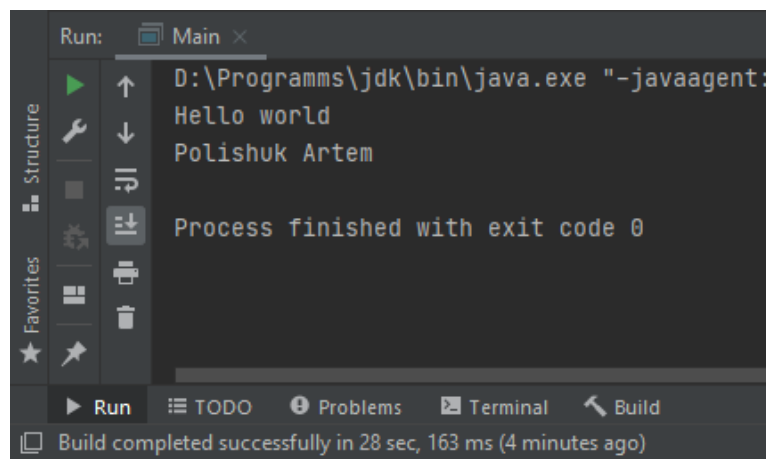 Run: Main
D:\Programms\jdk\bin\java.exe "-javaagent:
Hello world
Polishuk Artem
Process finished with exit code 0
Structure
Favorites
Run TODO Problems Terminal Build
Build completed successfully in 28 sec, 163 ms (4 minutes ago)